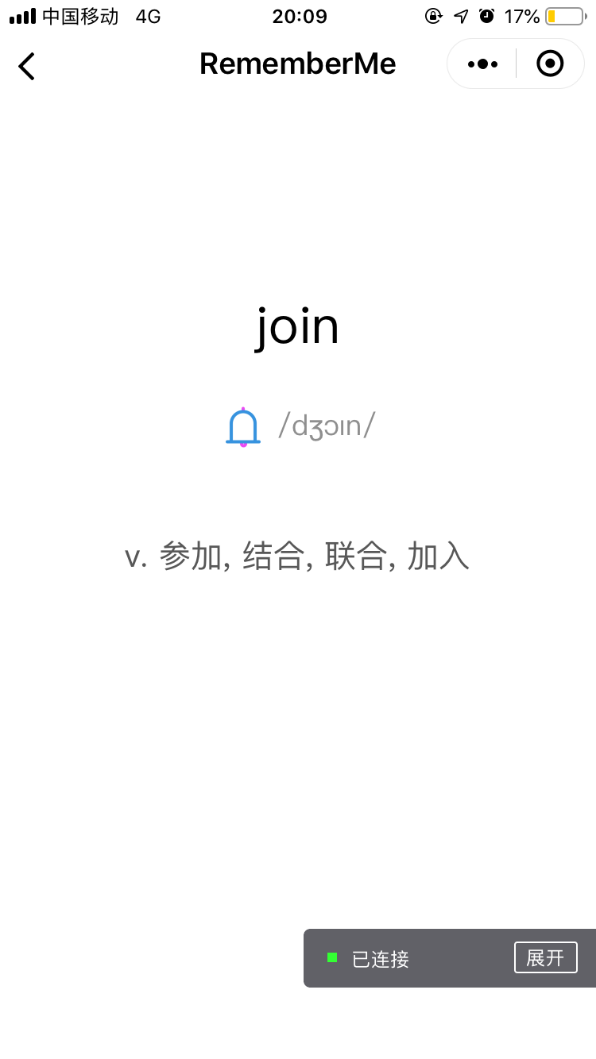 中国移动 4G 20:09 17%
RememberMe
join
/dʒɔɪn/
v. 参加, 结合, 联合, 加入
已连接 展开